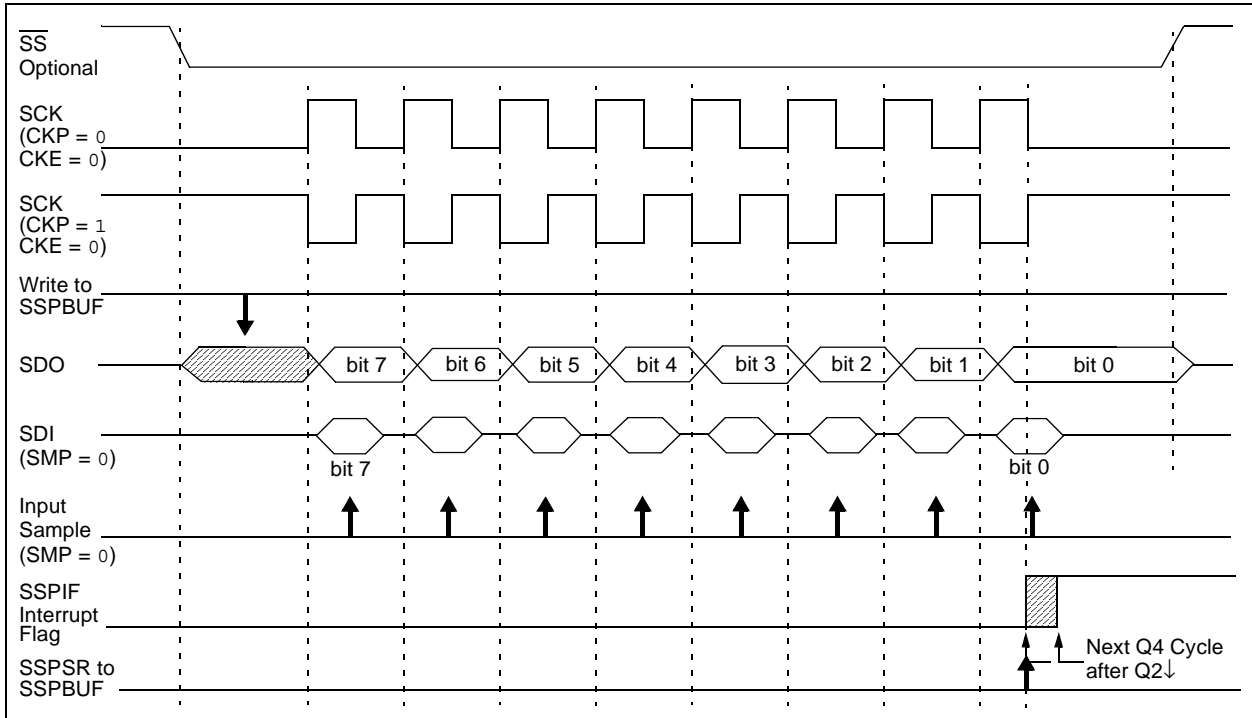 SS
Optional
SCK
(CKP = 0
CKE = 0)
SCK
(CKP = 1
CKE = 0)
Write to
SSPBUF
SDO
bit 7
bit 6
bit 5
bit 4
bit 3
bit 2
bit 1
bit 0
SDI
(SMP = 0)
bit 7
bit 0
Input
Sample
(SMP = 0)
SSPIF
Interrupt
Flag
Next Q4 Cycle
after Q2↓
SSPSR to
SSPBUF